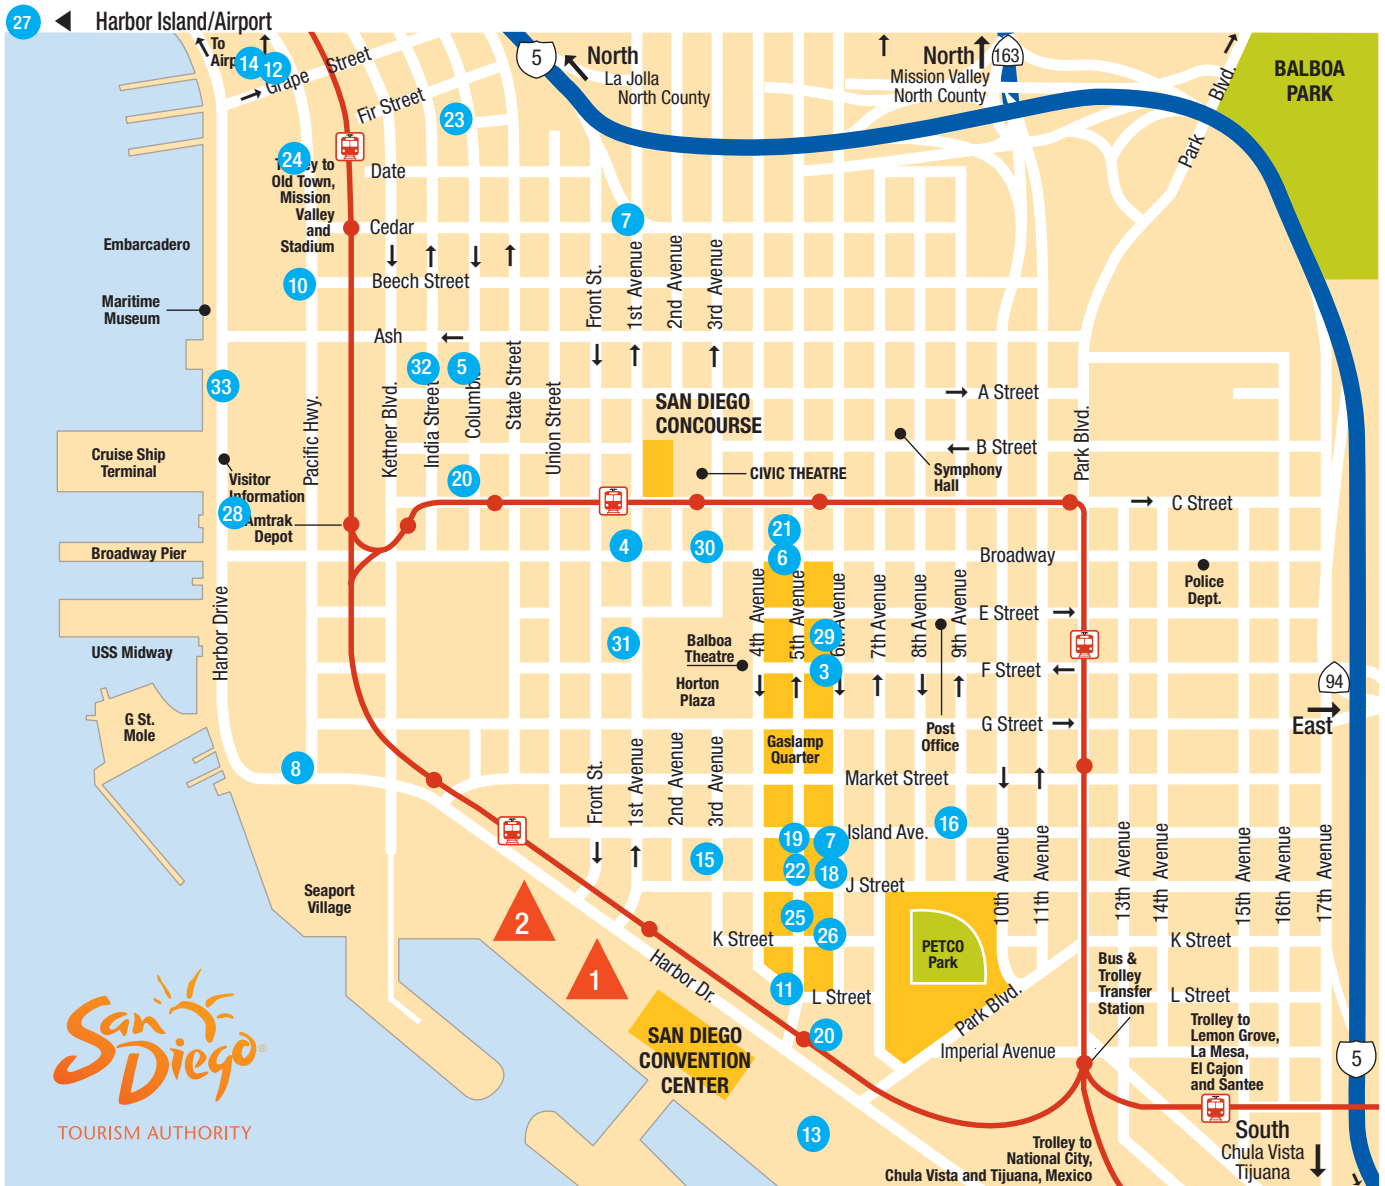 27 Harbor Island/Airport
To
Airp
14
12
Grape Street
Fir Street
23
24
Trolley to
Old Town,
Mission
Valley
and
Stadium
Date
Cedar
Beech Street
Ash
5
North
La Jolla
North County
North
Mission Valley
North County
163
Park Blvd.
BALBOA
PARK
7
10
Embarcadero
Maritime
Museum
33
32
5
Front St.
1st Avenue
2nd Avenue
3rd Avenue
Pacific Hwy.
Kettner Blvd.
India Street
Columbia
State Street
Union Street
SAN DIEGO
CONCOURSE
A Street
B Street
Park Blvd.
Symphony
Hall
CIVIC THEATRE
Cruise Ship
Terminal
Visitor
Information
28
Amtrak
Depot
20
C Street
Broadway Pier
4
30
21
6
Broadway
Police
Dept.
Harbor Drive
USS Midway
31
Balboa
Theatre
Horton
Plaza
4th Avenue
5th Avenue
6th Avenue
7th Avenue
8th Avenue
9th Avenue
29
3
E Street
F Street
G Street
Post
Office
94
East
G St.
Mole
8
Gaslamp
Quarter
Market Street
Front St.
1st Avenue
2nd Avenue
3rd Avenue
19
7
Island Ave.
16
15
22
18
J Street
10th Avenue
11th Avenue
13th Avenue
14th Avenue
15th Avenue
16th Avenue
17th Avenue
Seaport
Village
2
1
25
26
K Street
PETCO
Park
K Street
Harbor Dr.
11
L Street
Park Blvd.
Bus &
Trolley
Transfer
Station
L Street
20
Imperial Avenue
SAN DIEGO
CONVENTION
CENTER
Trolley to
Lemon Grove,
La Mesa,
El Cajon
and Santee
5
13
San
Diego®
TOURISM AUTHORITY
Trolley to
National City,
Chula Vista and Tijuana, Mexico
South
Chula Vista
Tijuana